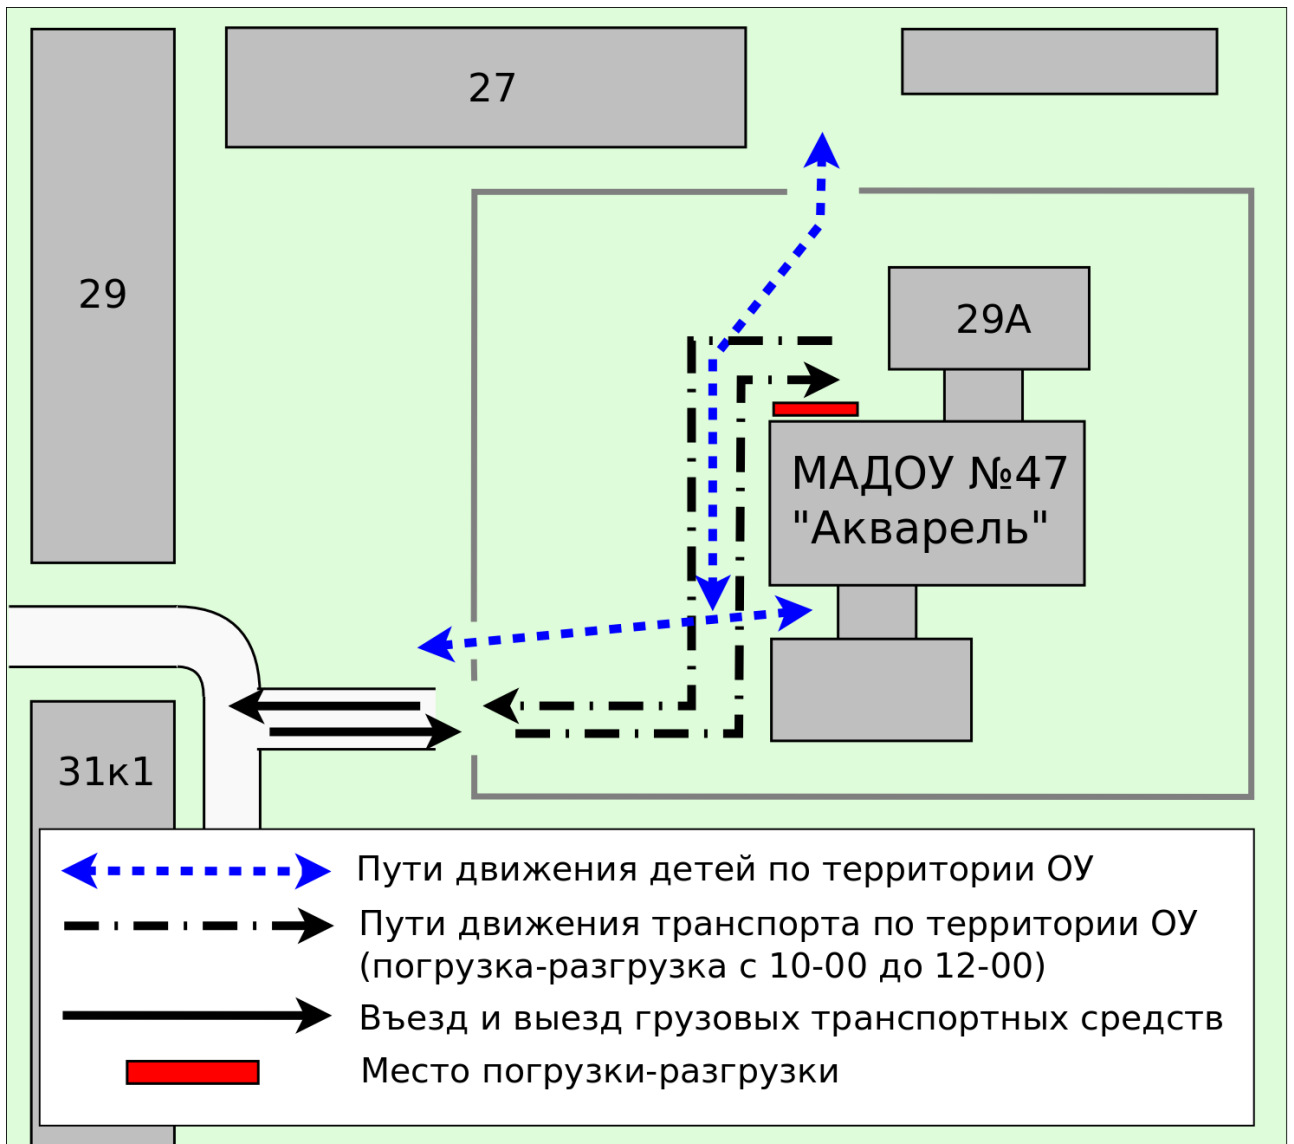 27
29
29А
МАДОУ №47
"Акварель"
31к1
Пути движения детей по территории ОУ
Пути движения транспорта по территории ОУ
(погрузка-разгрузка с 10-00 до 12-00)
Въезд и выезд грузовых транспортных средств
Место погрузки-разгрузки